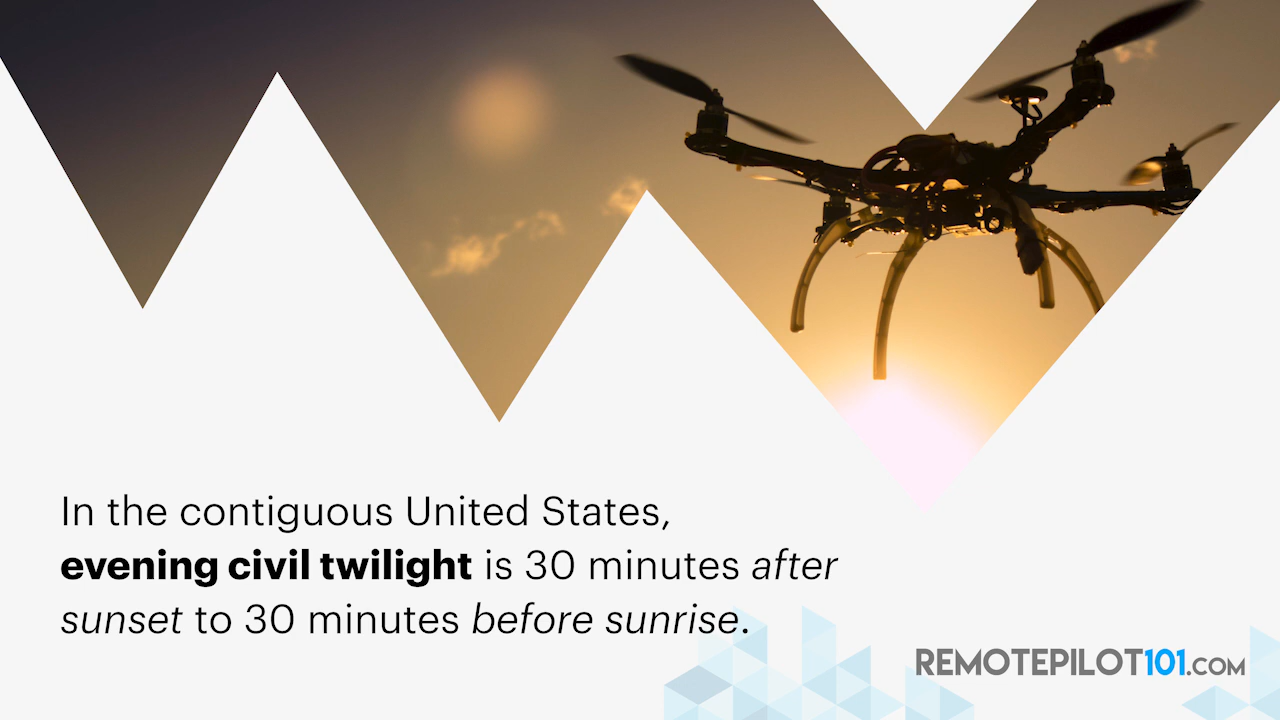 In the contiguous United States,
evening civil twilight is 30 minutes after
sunset to 30 minutes before sunrise.
REMOTEPILOT101.COM